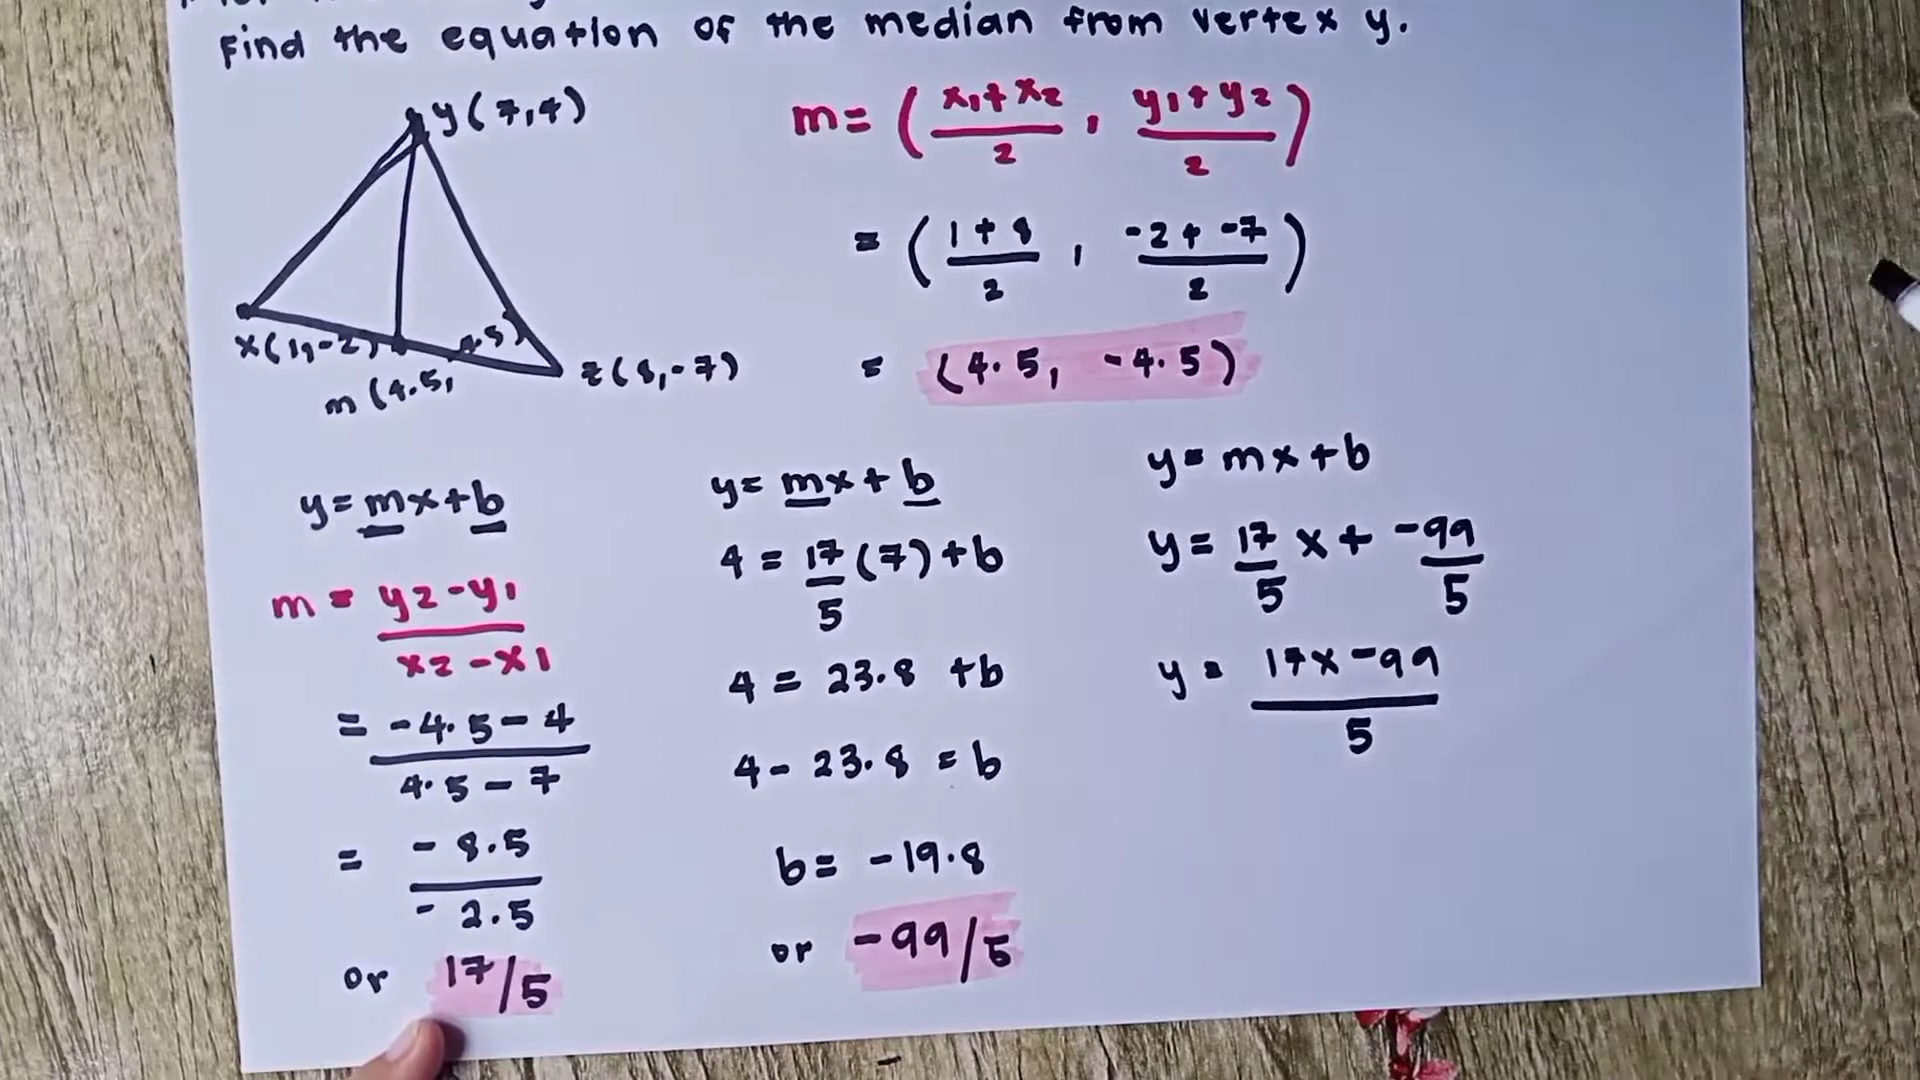 Find the equation of the median from vertex y.
y(7,4)
x(1,-2)
m(4.5, 4.5)
z(8,-7)
m= (x1+x2/2, y1+y2/2)
= (1+8/2, -2+-7/2)
= (4.5, -4.5)
y=mx+b
m = y2-y1/x2-x1
= -4.5-4/4.5-7
= -8.5/-2.5
or 17/5
y=mx+b
4 = 17/5(7)+b
4 = 23.8 +b
4-23.8 =b
b= -19.8
or -99/5
y=mx+b
y= 17/5 x + -99/5
y= 17x-99/5